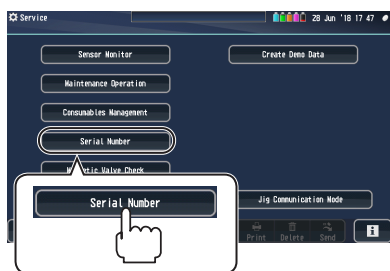 Service 28 Jun '18 17 47
Sensor Monitor
Create Demo Data
Maintenance Operation
Consumables Management
Serial Number
Serial Number
Jig Communication Mode
Print Delete Send